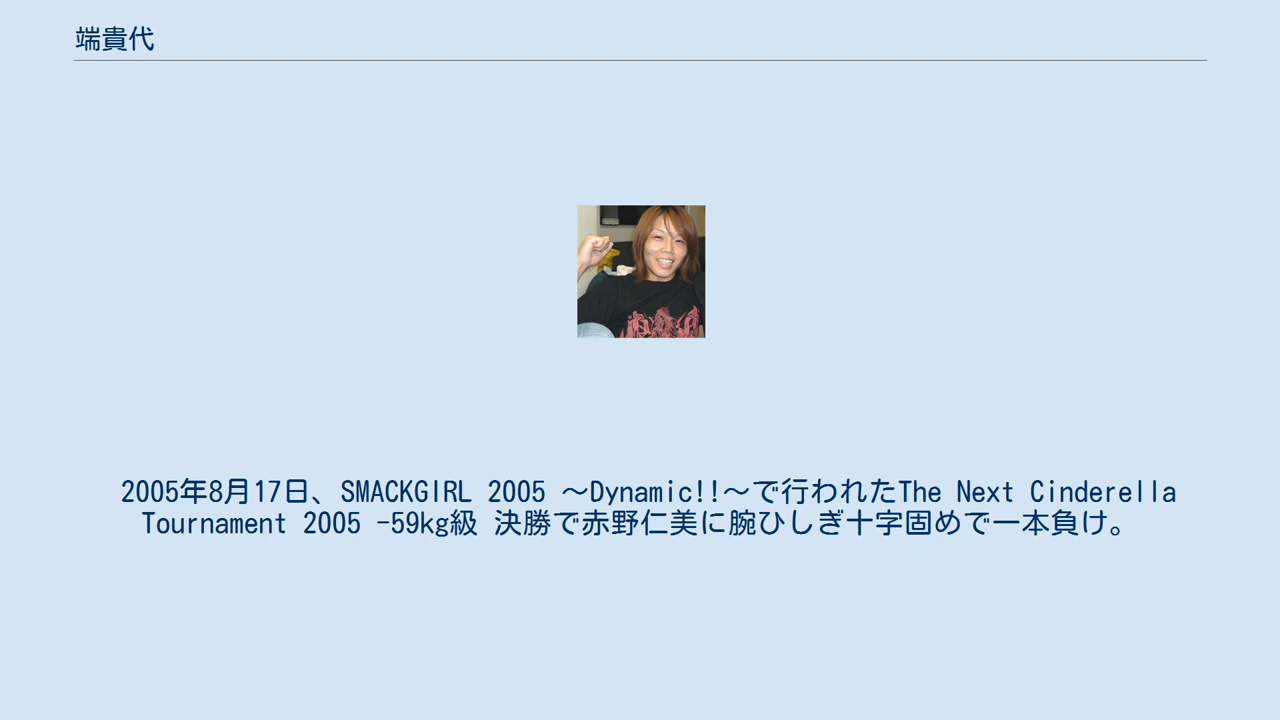 端貴代
2005年8月17日、SMACKGIRL 2005 〜Dynamic!!〜で行われたThe Next Cinderella
Tournament 2005 -59kg級 決勝で赤野仁美に腕ひしぎ十字固めで一本負け。